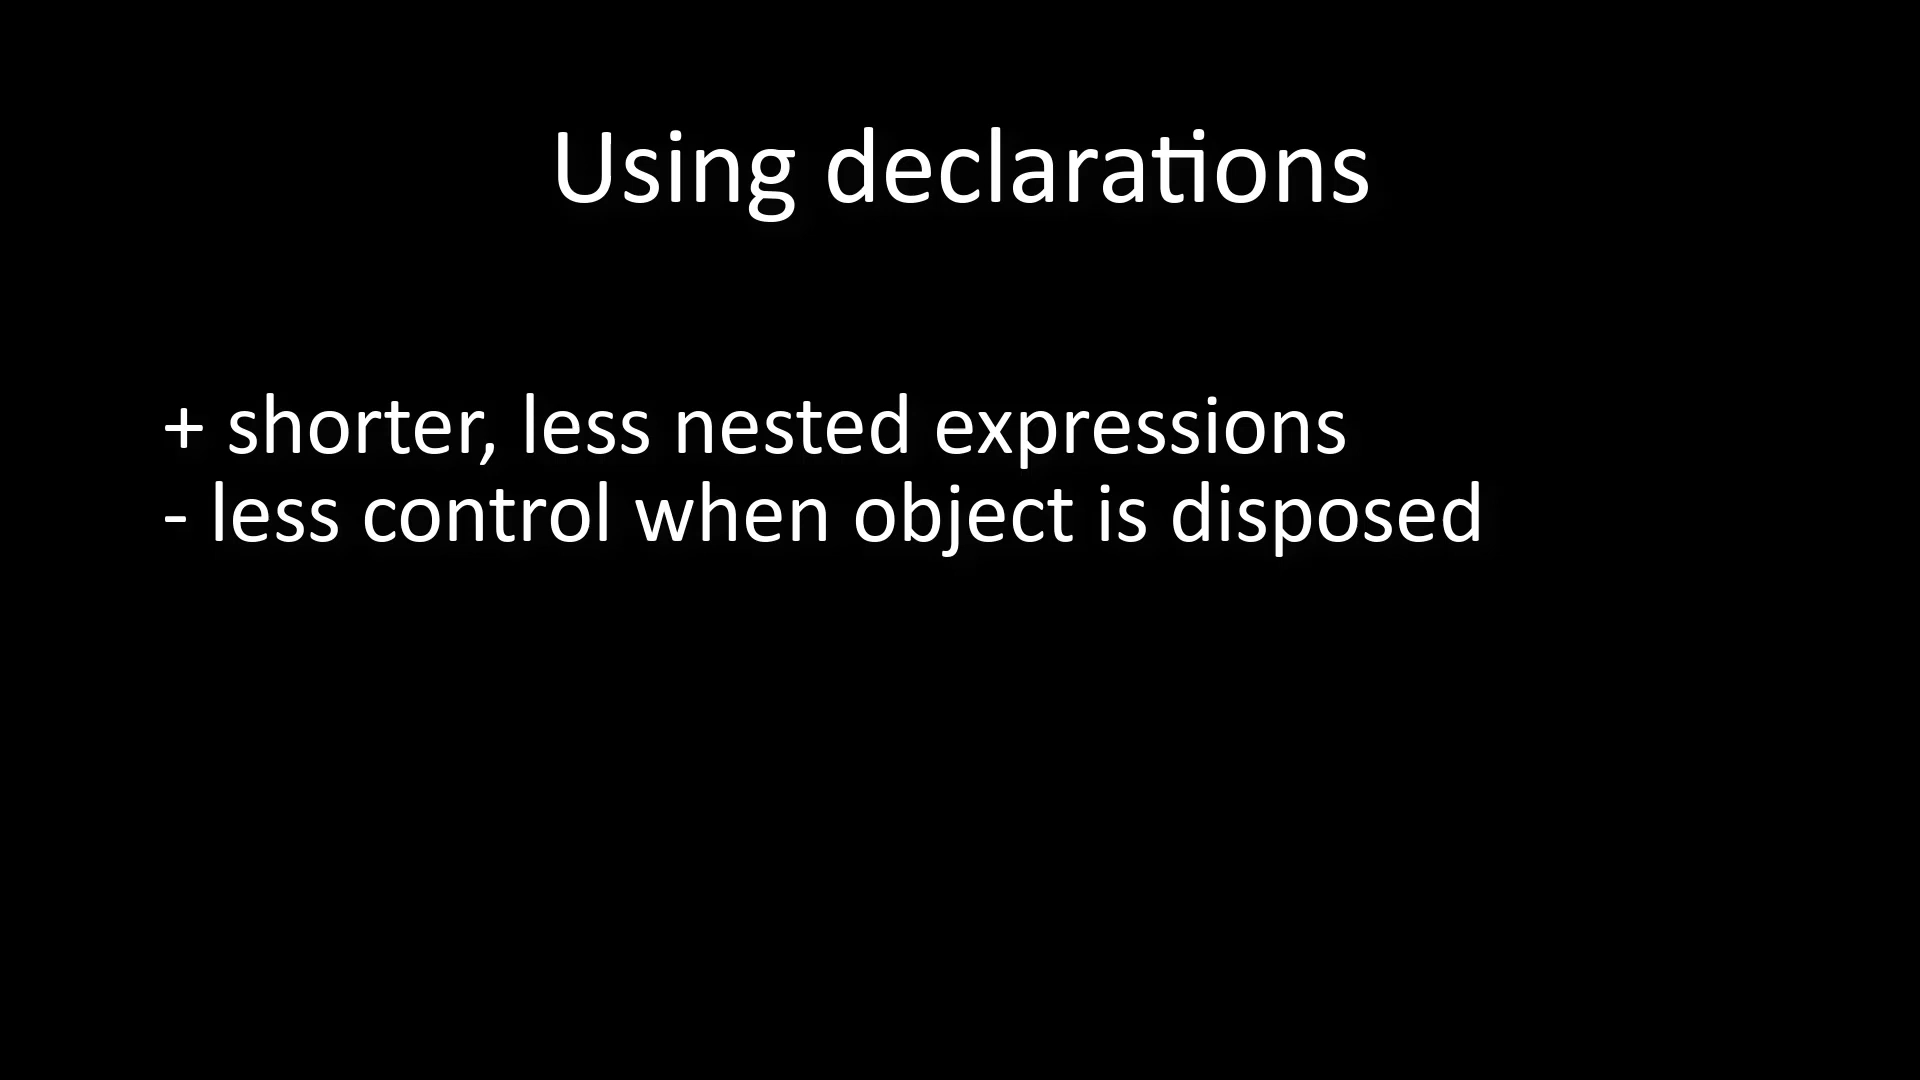 Using declarations
+ shorter, less nested expressions
- less control when object is disposed